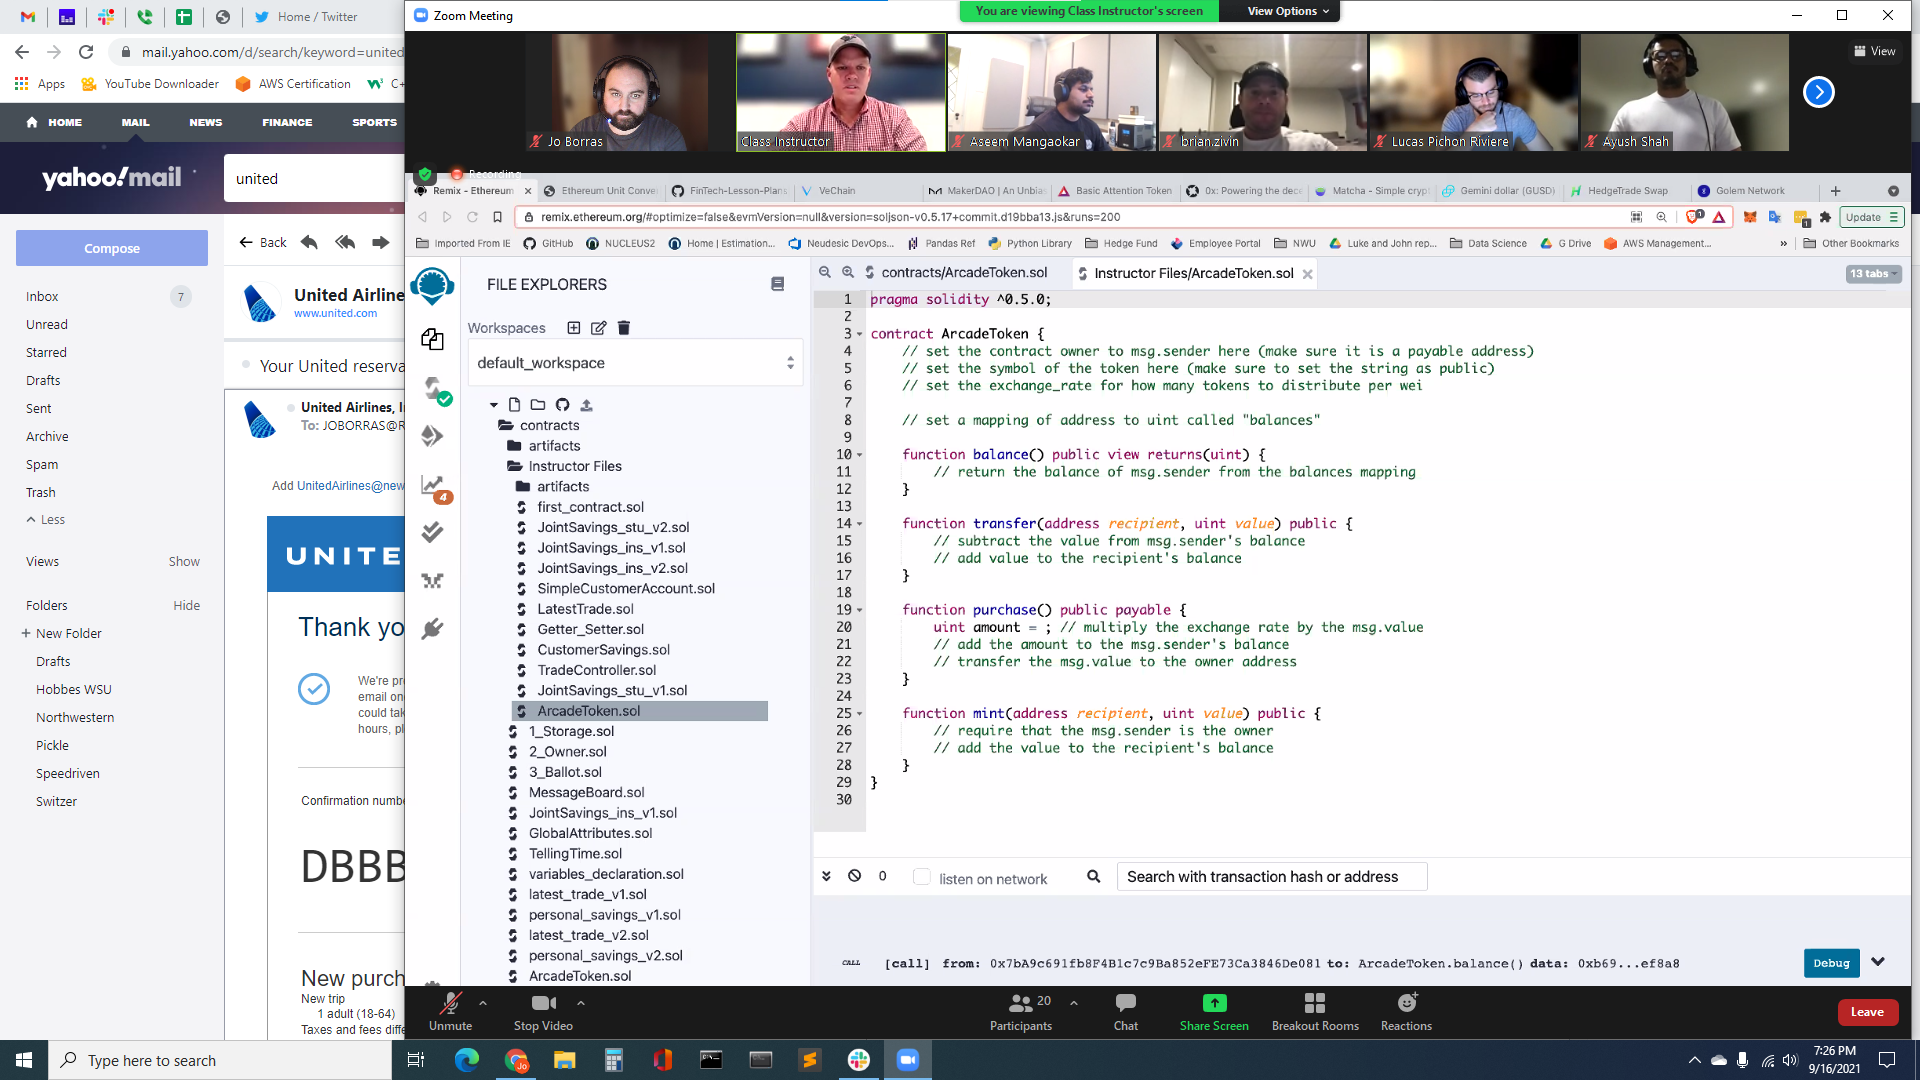 Home / Twitter
mail.yahoo.com/d/search/keyword=united
Apps
YouTube Downloader
AWS Certification
C+
HOME
MAIL
NEWS
FINANCE
SPORTS
yahoo!mail
united
Compose
Back
Inbox
7
Unread
Starred
Drafts
Sent
Archive
Spam
Trash
Less
Views
Show
Folders
Hide
New Folder
Drafts
Hobbes WSU
Northwestern
Pickle
Speedriven
Switzer
United Airline
www.united.com
Your United reserva
United Airlines, I
To: JOBORRAS@R
Add UnitedAirlines@new
UNITE
Thank yo
We're pr
email on
could tak
hours, pl
Confirmation numbe
DBBB
New purch
New trip
1 adult (18-64)
Taxes and fees diffe
Zoom Meeting
You are viewing Class Instructor's screen
View Options
View
Jo Borras
Class Instructor
Aseem Mangaokar
brian.zivin
Lucas Pichon Riviere
Ayush Shah
Recording
Remix - Ethereum
Ethereum Unit Conve
FinTech-Lesson-Plans
VeChain
MakerDAO | An Unbias
Basic Attention Token
0x: Powering the dece
Matcha - Simple cryp
Gemini dollar (GUSD)
HedgeTrade Swap
Golem Network
remix.ethereum.org/#optimize=false&evmVersion=null&version=soljson-v0.5.17+commit.d19bba13.js&runs=200
Update
Imported From IE
GitHub
NUCLEUS2
Home | Estimation...
Neudesic DevOps...
Pandas Ref
Python Library
Hedge Fund
Employee Portal
NWU
Luke and John rep...
Data Science
G Drive
AWS Management...
Other Bookmarks
FILE EXPLORERS
Workspaces
default_workspace
contracts
artifacts
Instructor Files
artifacts
first_contract.sol
JointSavings_stu_v2.sol
JointSavings_ins_v1.sol
JointSavings_ins_v2.sol
SimpleCustomerAccount.sol
LatestTrade.sol
Getter_Setter.sol
CustomerSavings.sol
TradeController.sol
JointSavings_stu_v1.sol
ArcadeToken.sol
1_Storage.sol
2_Owner.sol
3_Ballot.sol
MessageBoard.sol
JointSavings_ins_v1.sol
GlobalAttributes.sol
TellingTime.sol
variables_declaration.sol
latest_trade_v1.sol
personal_savings_v1.sol
latest_trade_v2.sol
personal_savings_v2.sol
ArcadeToken.sol
4
contracts/ArcadeToken.sol
Instructor Files/ArcadeToken.sol
13 tabs
1 pragma solidity ^0.5.0;
2
3 contract ArcadeToken {
4 // set the contract owner to msg.sender here (make sure it is a payable address)
5 // set the symbol of the token here (make sure to set the string as public)
6 // set the exchange_rate for how many tokens to distribute per wei
7
8 // set a mapping of address to uint called "balances"
9
10 function balance() public view returns(uint) {
11 // return the balance of msg.sender from the balances mapping
12 }
13
14 function transfer(address recipient, uint value) public {
15 // subtract the value from msg.sender's balance
16 // add value to the recipient's balance
17 }
18
19 function purchase() public payable {
20 uint amount = ; // multiply the exchange rate by the msg.value
21 // add the amount to the msg.sender's balance
22 // transfer the msg.value to the owner address
23 }
24
25 function mint(address recipient, uint value) public {
26 // require that the msg.sender is the owner
27 // add the value to the recipient's balance
28 }
29 }
30
0
listen on network
Search with transaction hash or address
CALL
[call] from: 0x7bA9c691fb8F4B1c7c9Ba852eFE73Ca3846De081 to: ArcadeToken.balance() data: 0xb69...ef8a8
Debug
Unmute
Stop Video
20
Participants
Chat
Share Screen
Breakout Rooms
Reactions
Leave
Type here to search
7:26 PM
9/16/2021